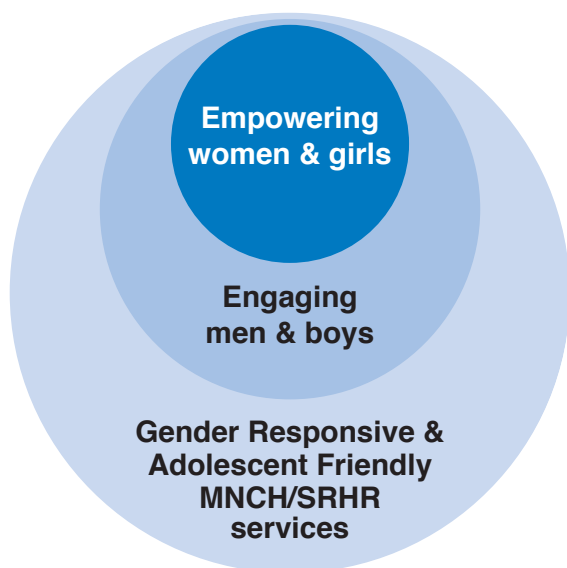 Empowering
women & girls
Engaging
men & boys
Gender Responsive &
Adolescent Friendly
MNCH/SRHR
services